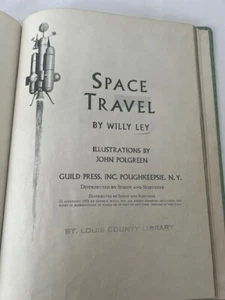 SPACE
TRAVEL
BY WILLY LEY
ILLUSTRATIONS BY
JOHN POLGREEN
GUILD PRESS, INC. POUGHKEEPSIE, N. Y.
DISTRIBUTED BY SIMON AND SCHUSTER
ST. LOUIS COUNTY LIBRARY